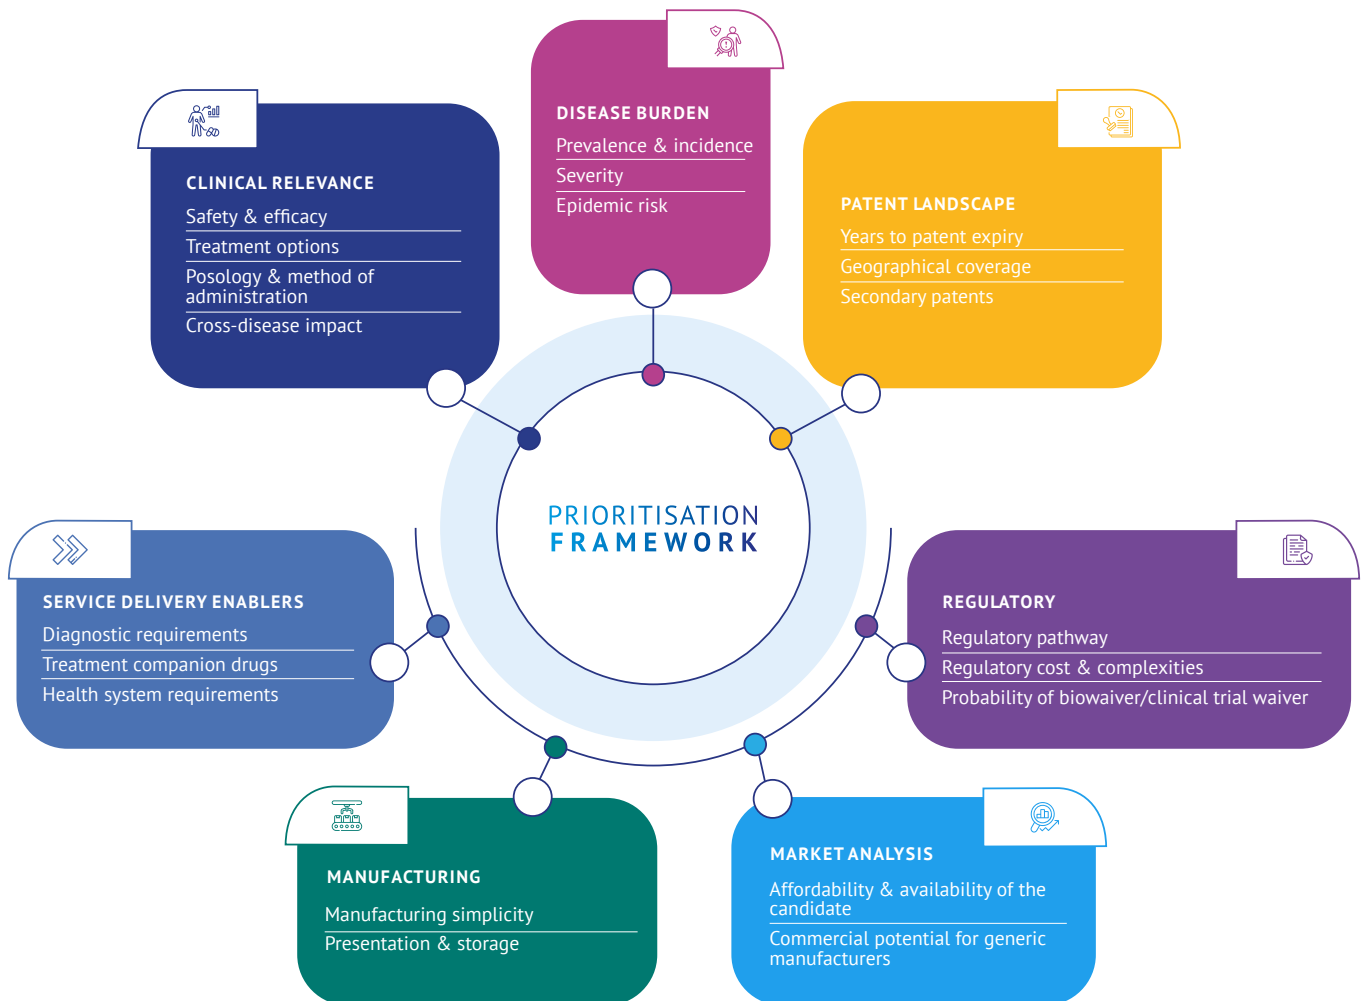 DISEASE BURDEN
Prevalence & incidence
Severity
Epidemic risk
CLINICAL RELEVANCE
Safety & efficacy
Treatment options
Posology & method of
administration
Cross-disease impact
PATENT LANDSCAPE
Years to patent expiry
Geographical coverage
Secondary patents
PRIORITISATION
FRAMEWORK
SERVICE DELIVERY ENABLERS
Diagnostic requirements
Treatment companion drugs
Health system requirements
REGULATORY
Regulatory pathway
Regulatory cost & complexities
Probability of biowaiver/clinical trial waiver
MANUFACTURING
Manufacturing simplicity
Presentation & storage
MARKET ANALYSIS
Affordability & availability of the
candidate
Commercial potential for generic
manufacturers